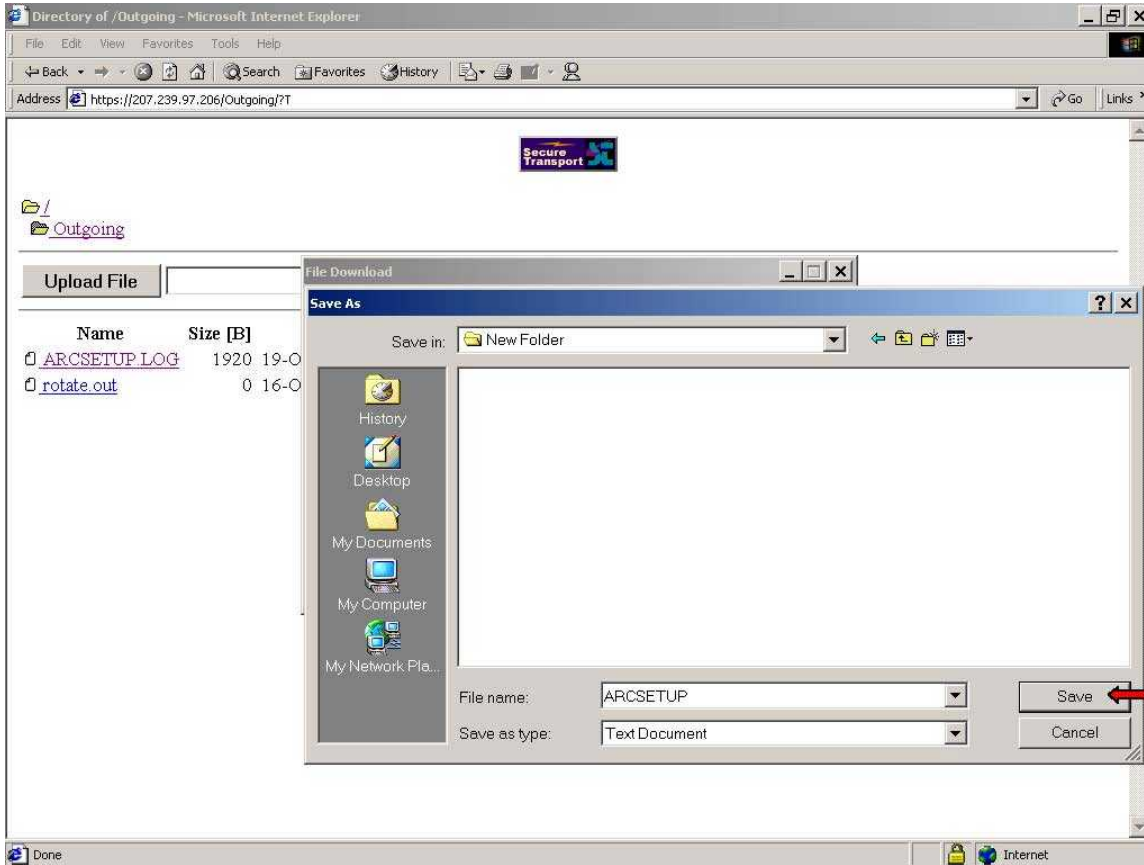 Directory of /Outgoing - Microsoft Internet Explorer
File Edit View Favorites Tools Help
Back Search Favorites History
Address https://207.239.97.206/Outgoing/?T Go Links
Secure
Transport
/
Outgoing
Upload File
File Download
Save As
Name Size [B]
Save in: New Folder
ARCSETUP.LOG 1920 19-O
rotate.out 0 16-O
History
Desktop
My Documents
My Computer
My Network Pla...
File name: ARCSETUP Save
Save as type: Text Document Cancel
Done Internet